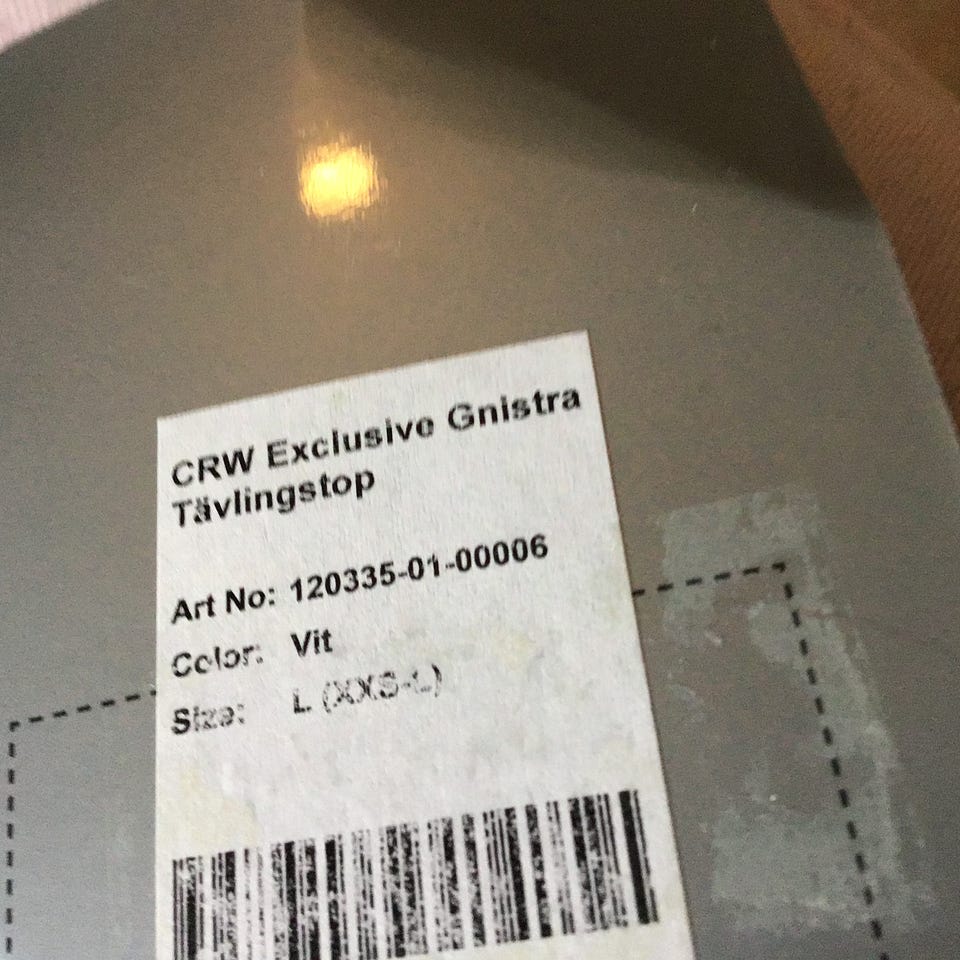 CRW Exclusive Gnistra
Tävlingstop
Art No: 120335-01-00006
Color: Vit
Size: L (XXS-L)